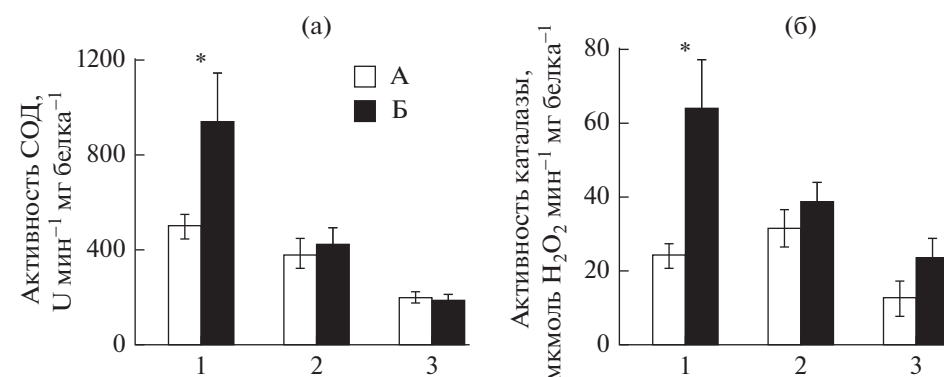 (а)
Активность СОД,
U мин⁻¹ мг белка⁻¹
1200
800
400
0
*
А
Б
1 2 3
(б)
Активность каталазы,
мкмоль H₂O₂ мин⁻¹ мг белка⁻¹
80
60
40
20
0
*
1 2 3